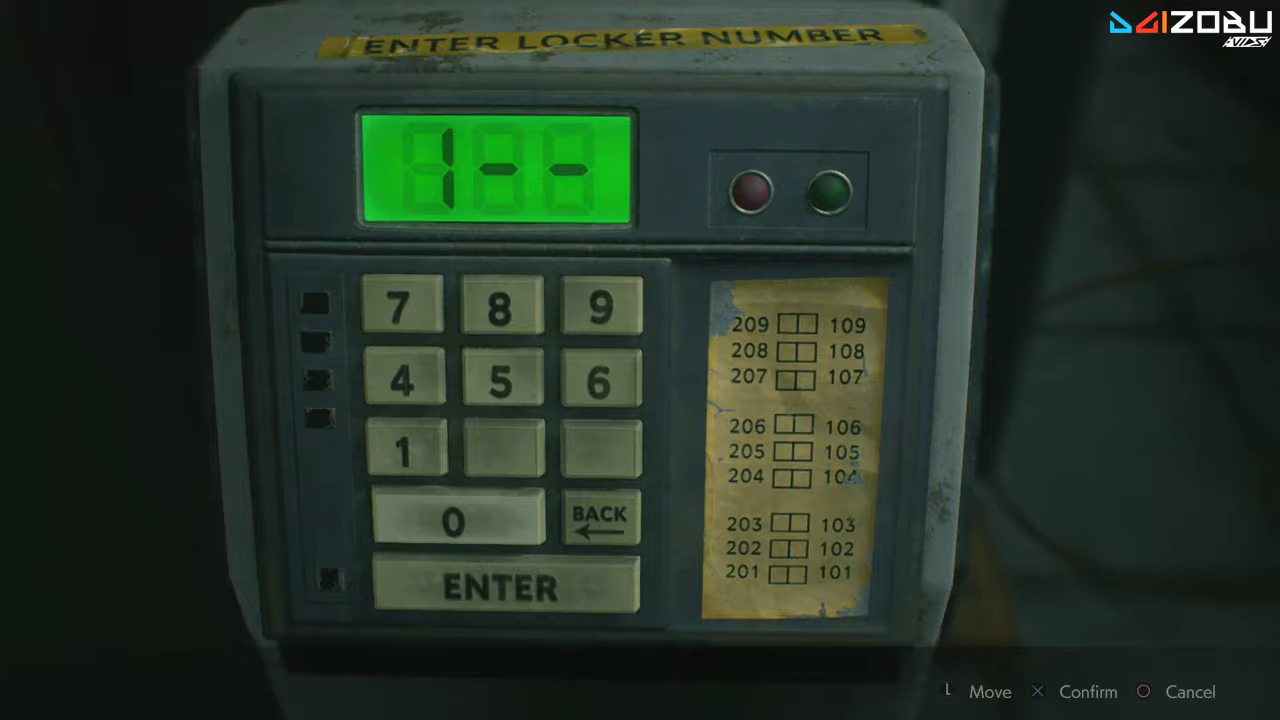 DAIZOBU
ENTER LOCKER NUMBER
1--
7 8 9
4 5 6
1
0 BACK
ENTER
209 109
208 108
207 107
206 106
205 105
204 104
203 103
202 102
201 101
L Move X Confirm O Cancel